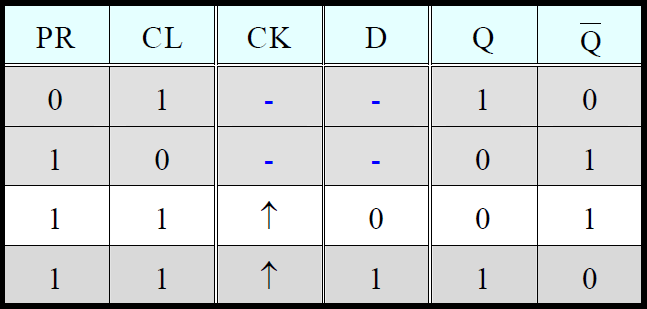 PR CL CK D Q Q̅
0 1 - - 1 0
1 0 - - 0 1
1 1 ↑ 0 0 1
1 1 ↑ 1 1 0